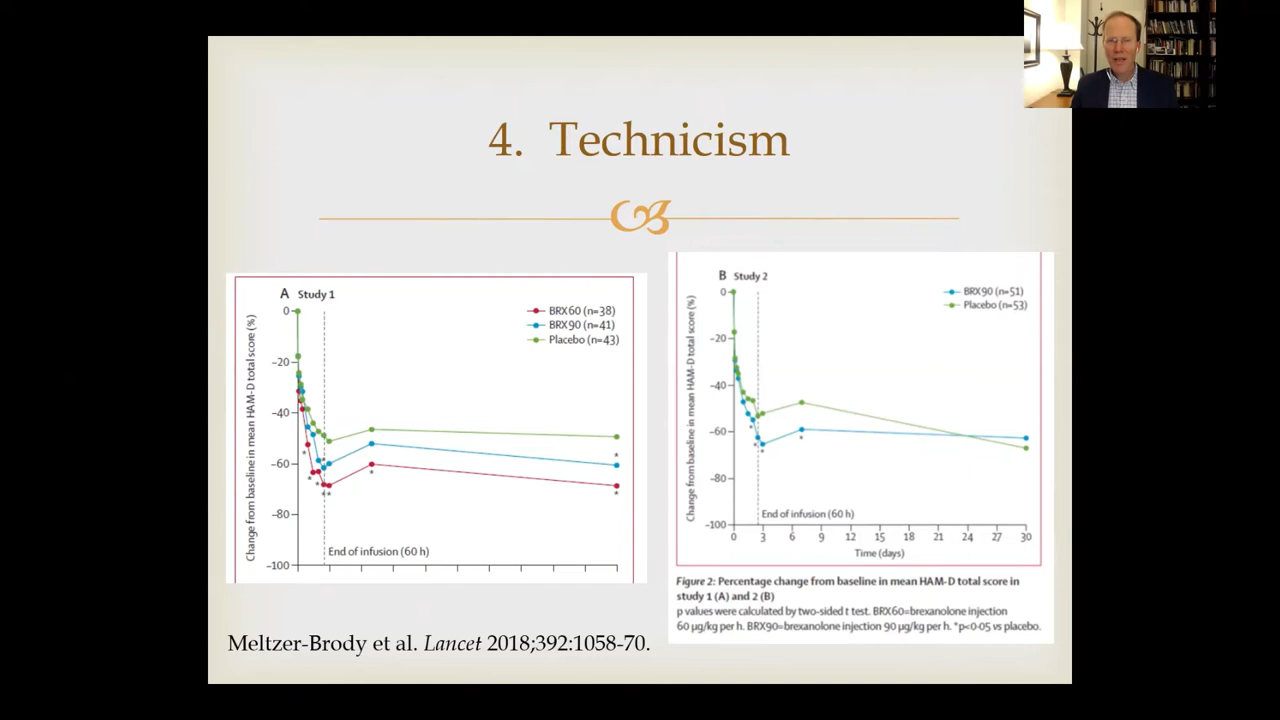 4. Technicism
A Study 1
BRX60 (n=38)
BRX90 (n=41)
Placebo (n=43)
Change from baseline in mean HAM-D total score (%)
0
-20
-40
-60
-80
-100
*
*
*
*
*
*
*
*
*
End of infusion (60 h)
B Study 2
BRX90 (n=51)
Placebo (n=53)
Change from baseline in mean HAM-D total score (%)
0
-20
-40
-60
-80
-100
*
*
*
*
End of infusion (60 h)
0 3 6 9 12 15 18 21 24 27 30
Time (days)
Figure 2: Percentage change from baseline in mean HAM-D total score in
study 1 (A) and 2 (B)
p values were calculated by two-sided t test. BRX60=brexanolone injection
60 µg/kg per h. BRX90=brexanolone injection 90 µg/kg per h. *p<0·05 vs placebo.
Meltzer-Brody et al. Lancet 2018;392:1058-70.